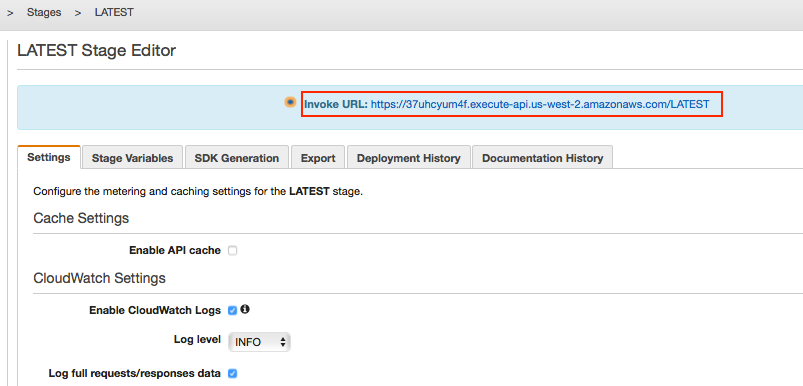 > Stages > LATEST
LATEST Stage Editor
Invoke URL: https://37uhcyum4f.execute-api.us-west-2.amazonaws.com/LATEST
Settings Stage Variables SDK Generation Export Deployment History Documentation History
Configure the metering and caching settings for the LATEST stage.
Cache Settings
Enable API cache
CloudWatch Settings
Enable CloudWatch Logs
Log level INFO
Log full requests/responses data